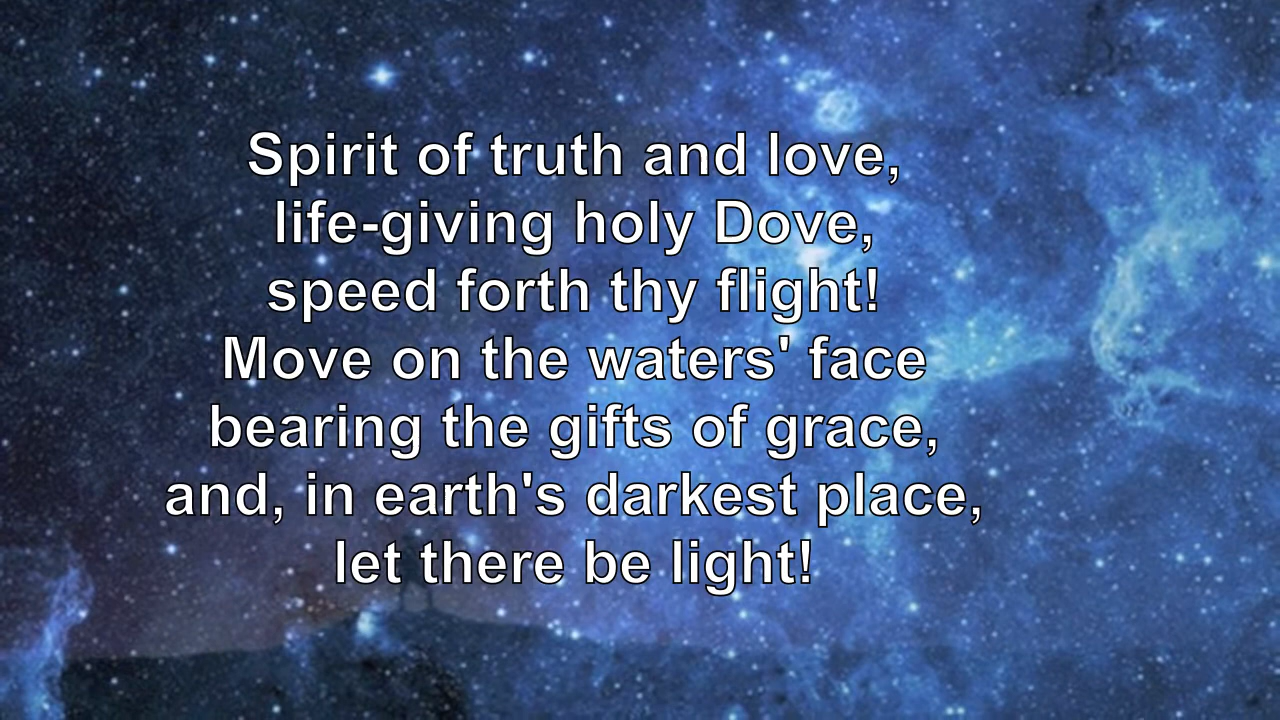 Spirit of truth and love,
life-giving holy Dove,
speed forth thy flight!
Move on the waters' face
bearing the gifts of grace,
and, in earth's darkest place,
let there be light!